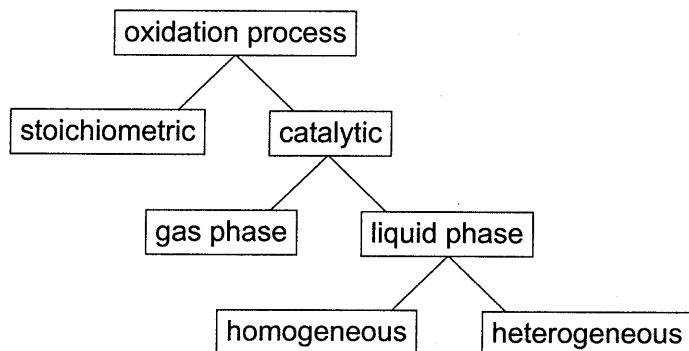 oxidation process
stoichiometric
catalytic
gas phase
liquid phase
homogeneous
heterogeneous